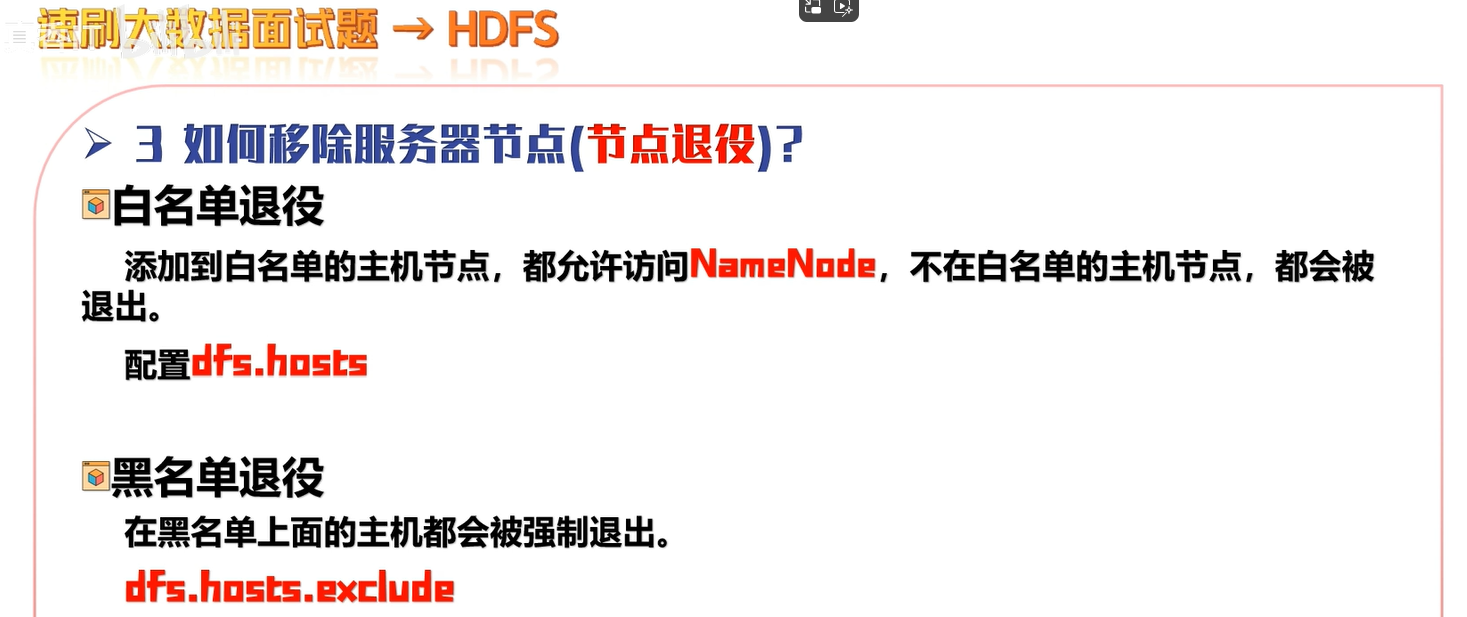 速刷大数据面试题 → HDFS
➢ 3 如何移除服务器节点(节点退役)?
白名单退役
添加到白名单的主机节点，都允许访问NameNode，不在白名单的主机节点，都会被
退出。
配置dfs.hosts
黑名单退役
在黑名单上面的主机都会被强制退出。
dfs.hosts.exclude